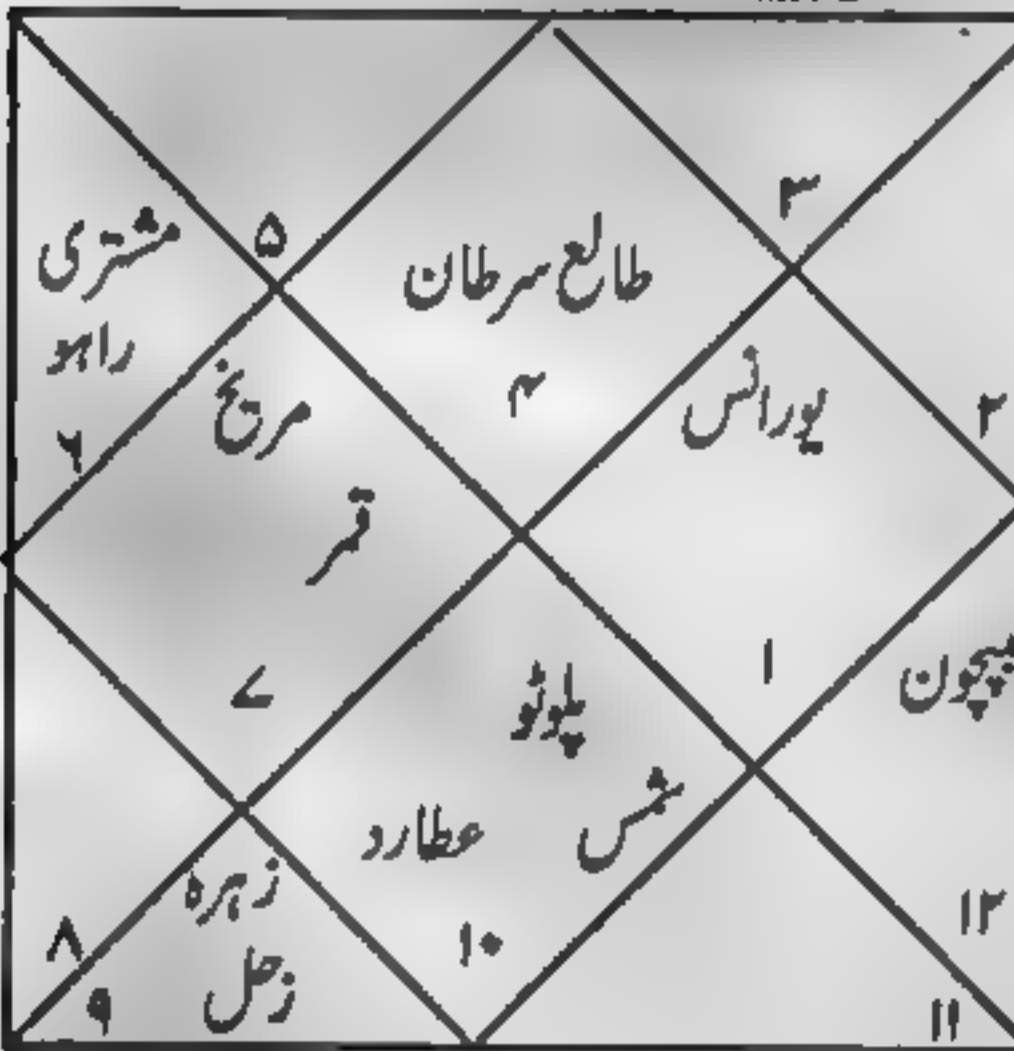 ۳
۵
مشتری
طالع سرطان
راہو
۴
یورانس
۲
مریخ
۶
قمر
۱
۷
پلوٹو
شمس
عطارد
زہرہ
۱۲
۸
۱۰
زحل
۹
۱۱